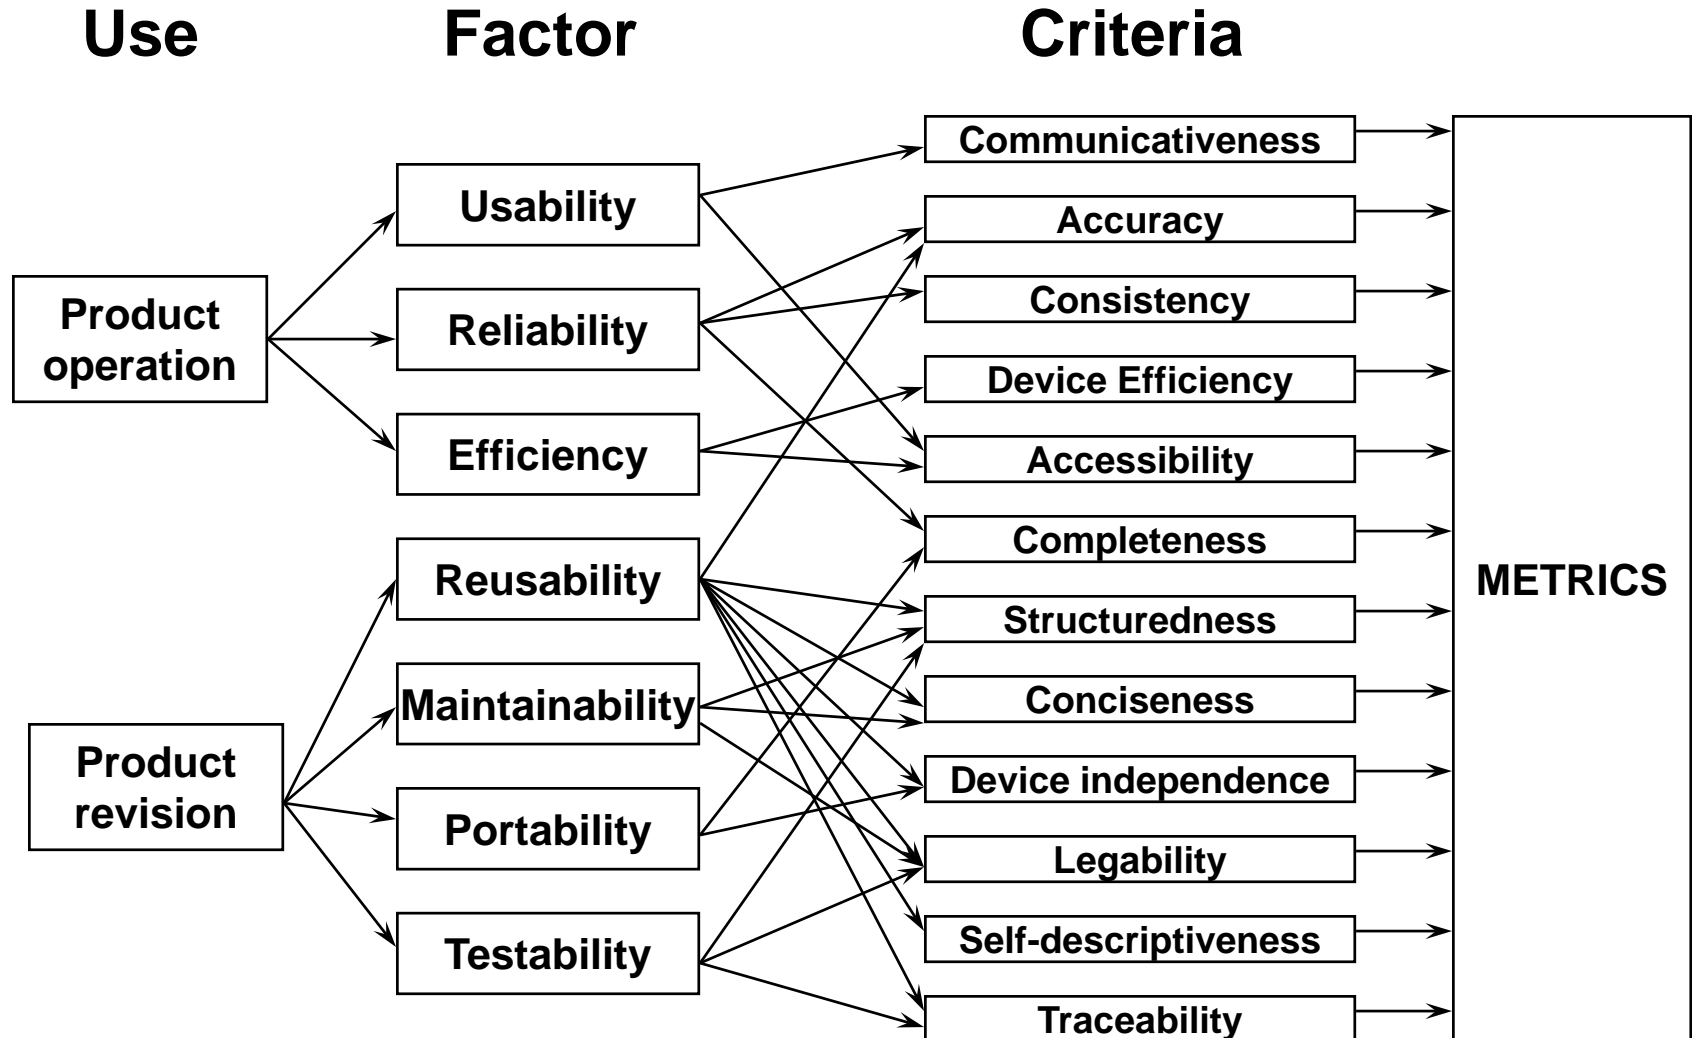 Use
Factor
Criteria
Product
operation
Product
revision
Usability
Reliability
Efficiency
Reusability
Maintainability
Portability
Testability
Communicativeness
Accuracy
Consistency
Device Efficiency
Accessibility
Completeness
Structuredness
Conciseness
Device independence
Legability
Self-descriptiveness
Traceability
METRICS